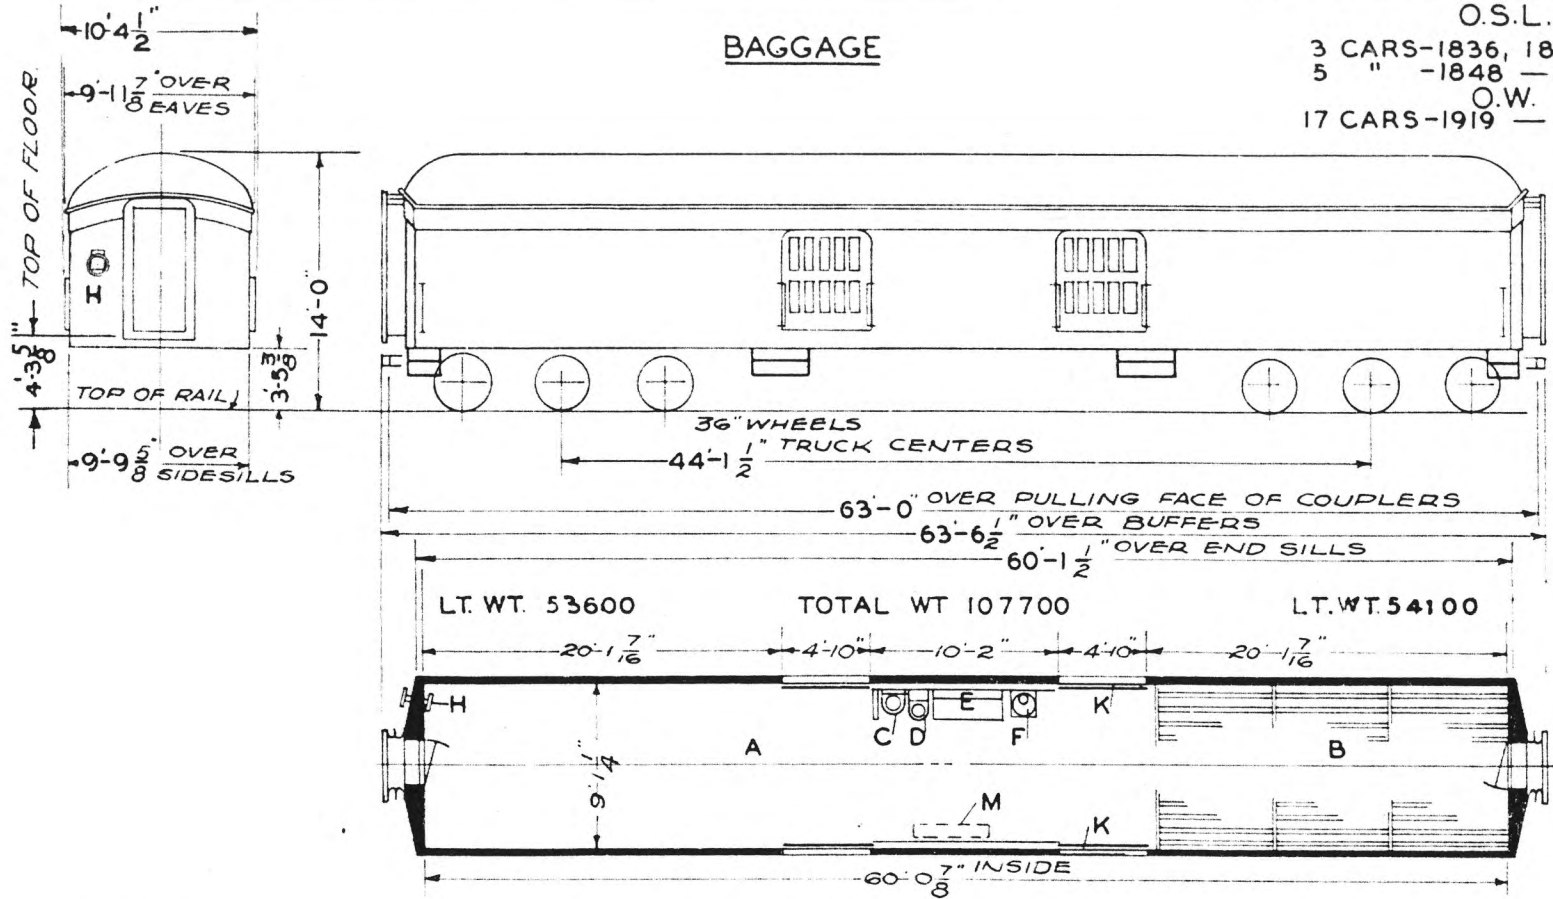 BAGGAGE
O.S.L.
3 CARS-1836, 18
5 " -1848 —
O.W.
17 CARS-1919 —
10'-4 1/2"
9'-11 7/8" OVER EAVES
TOP OF FLOOR
4'-3 5/8"
H
14'-0"
3'-5 3/8
TOP OF RAIL
9'-9 5/8" OVER SIDESILLS
36" WHEELS
44'-1 1/2" TRUCK CENTERS
63'-0" OVER PULLING FACE OF COUPLERS
63'-6 1/2" OVER BUFFERS
60'-1 1/2" OVER END SILLS
LT. WT. 53600 TOTAL WT 107700 LT. WT. 54100
20'-1 7/16" 4'-10" 10'-2" 4'-10" 20'-1 7/16"
H C D E F K
A B
9'-1/4"
M
K
60'-0 7/8" INSIDE